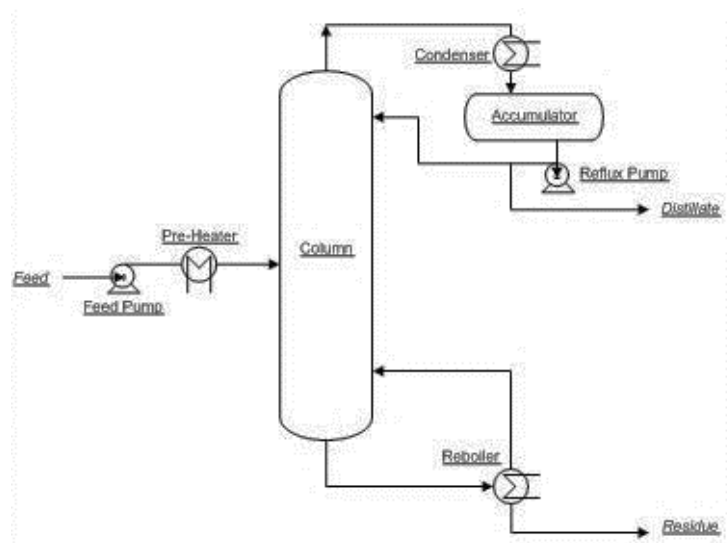 Condenser
Accumulator
Reflux Pump
Distillate
Pre-Heater
Column
Feed
Feed Pump
Reboiler
Residue